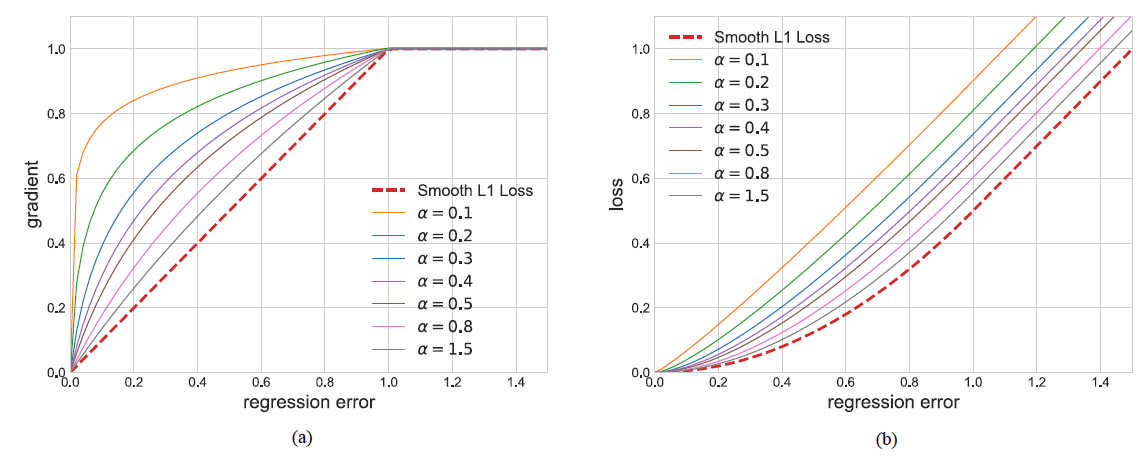 gradient
1.0
0.8
0.6
0.4
0.2
0.0
0.0 0.2 0.4 0.6 0.8 1.0 1.2 1.4
regression error
Smooth L1 Loss
α = 0.1
α = 0.2
α = 0.3
α = 0.4
α = 0.5
α = 0.8
α = 1.5
(a)
loss
1.0
0.8
0.6
0.4
0.2
0.0
0.0 0.2 0.4 0.6 0.8 1.0 1.2 1.4
regression error
Smooth L1 Loss
α = 0.1
α = 0.2
α = 0.3
α = 0.4
α = 0.5
α = 0.8
α = 1.5
(b)